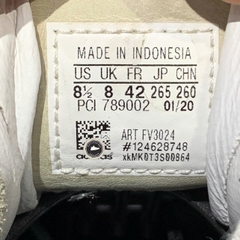 MADE IN INDONESIA
US UK FR JP CHN
8½ 8 42 265 260
PCI 789002 01/20
ART FV3024
#124628748
xkMK0T3S00864
adidas